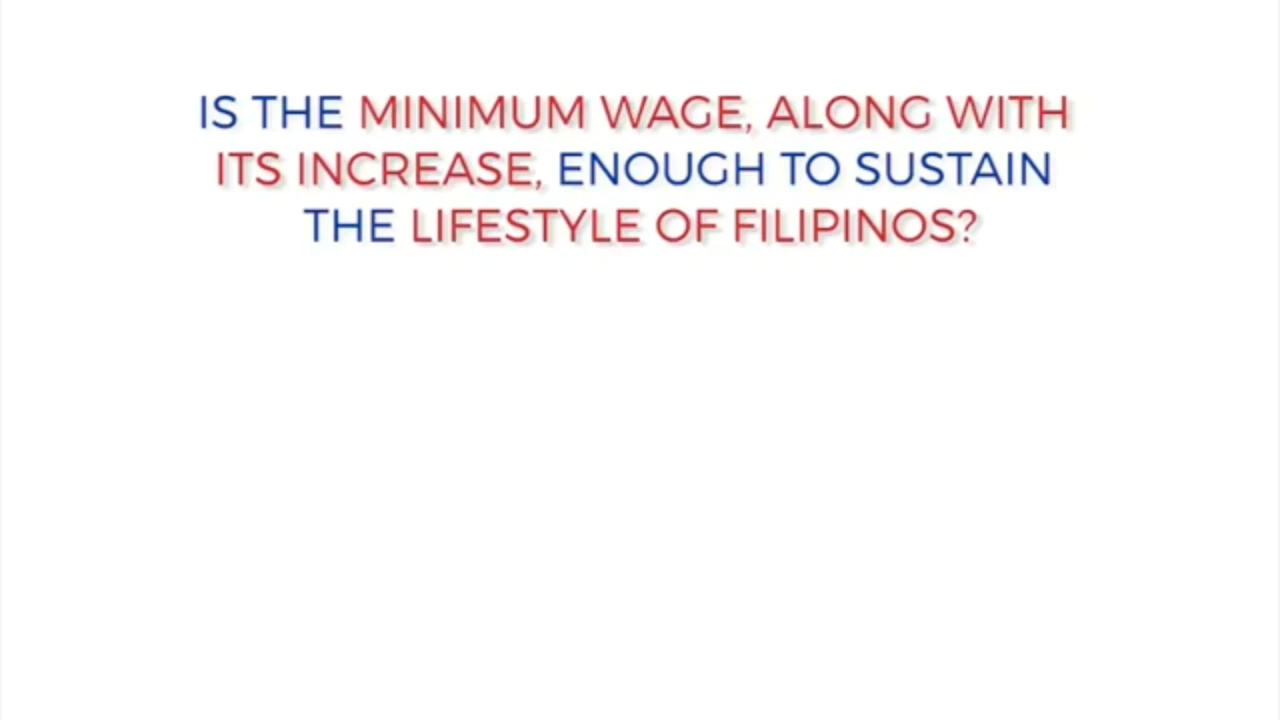 IS THE MINIMUM WAGE, ALONG WITH
ITS INCREASE, ENOUGH TO SUSTAIN
THE LIFESTYLE OF FILIPINOS?